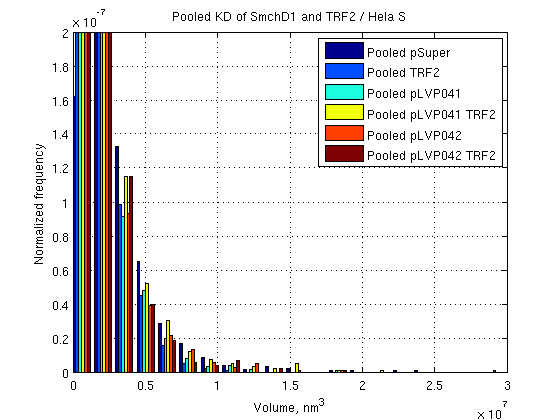 Pooled KD of SmchD1 and TRF2 / Hela S
x 10^-7
2
1.8
1.6
1.4
1.2
1
0.8
0.6
0.4
0.2
0
Normalized frequency
Pooled pSuper
Pooled TRF2
Pooled pLVP041
Pooled pLVP041 TRF2
Pooled pLVP042
Pooled pLVP042 TRF2
0 0.5 1 1.5 2 2.5 3
x 10^7
Volume, nm^3